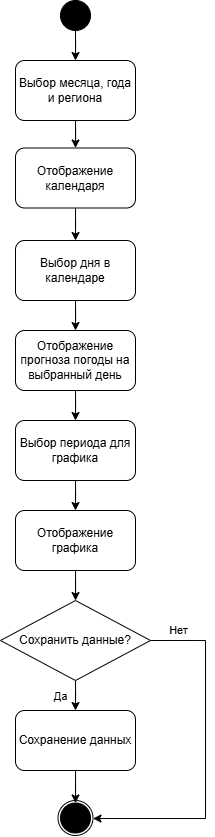 Выбор месяца, года
и региона
Отображение
календаря
Выбор дня в
календаре
Отображение
прогноза погоды на
выбранный день
Выбор периода для
графика
Отображение
графика
Сохранить данные?
Нет
Да
Сохранение данных